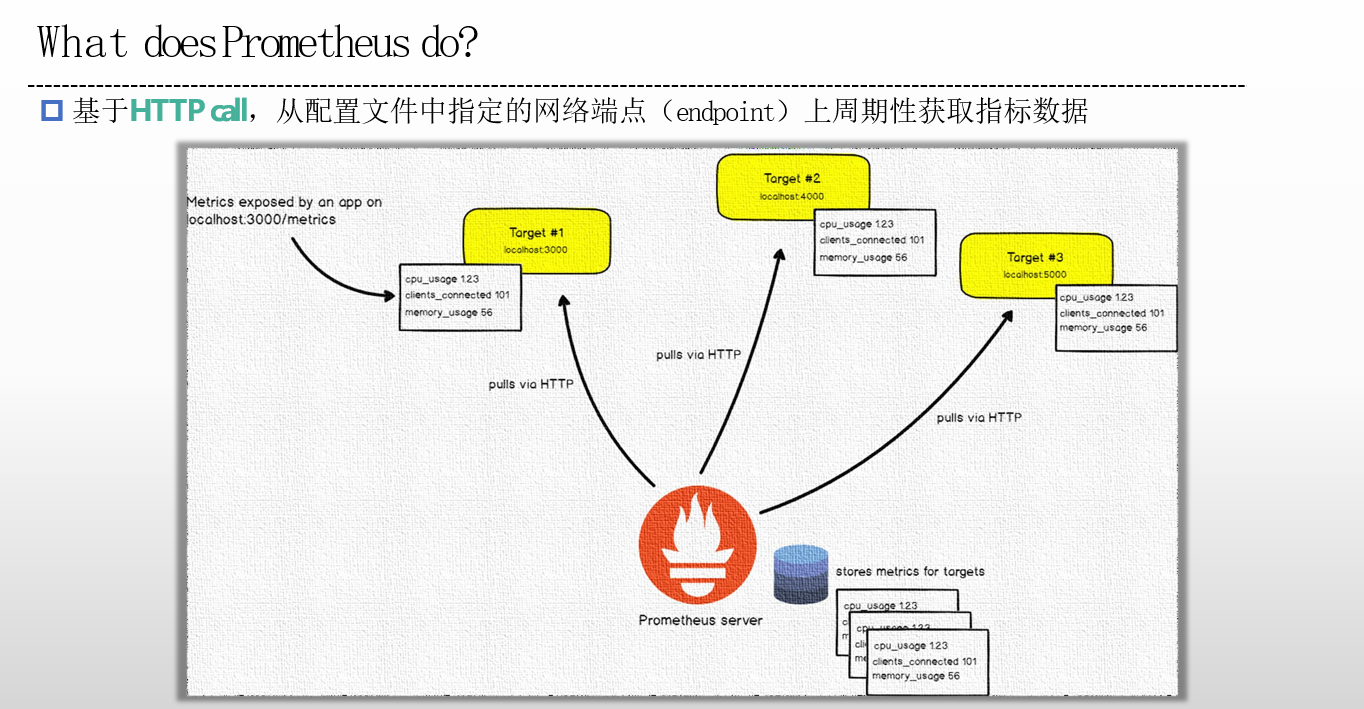 What does Prometheus do?
基于HTTP call，从配置文件中指定的网络端点（endpoint）上周期性获取指标数据
Metrics exposed by an app on
localhost:3000/metrics
Target #1
localhost:3000
cpu_usage 1.23
clients_connected 101
memory_usage 56
Target #2
localhost:4000
cpu_usage 1.23
clients_connected 101
memory_usage 56
Target #3
localhost:5000
cpu_usage 1.23
clients_connected 101
memory_usage 56
pulls via HTTP
pulls via HTTP
pulls via HTTP
Prometheus server
stores metrics for targets
cpu_usage 1.23
cpu_usage 1.23
cpu_usage 1.23
clients_connected 101
memory_usage 56